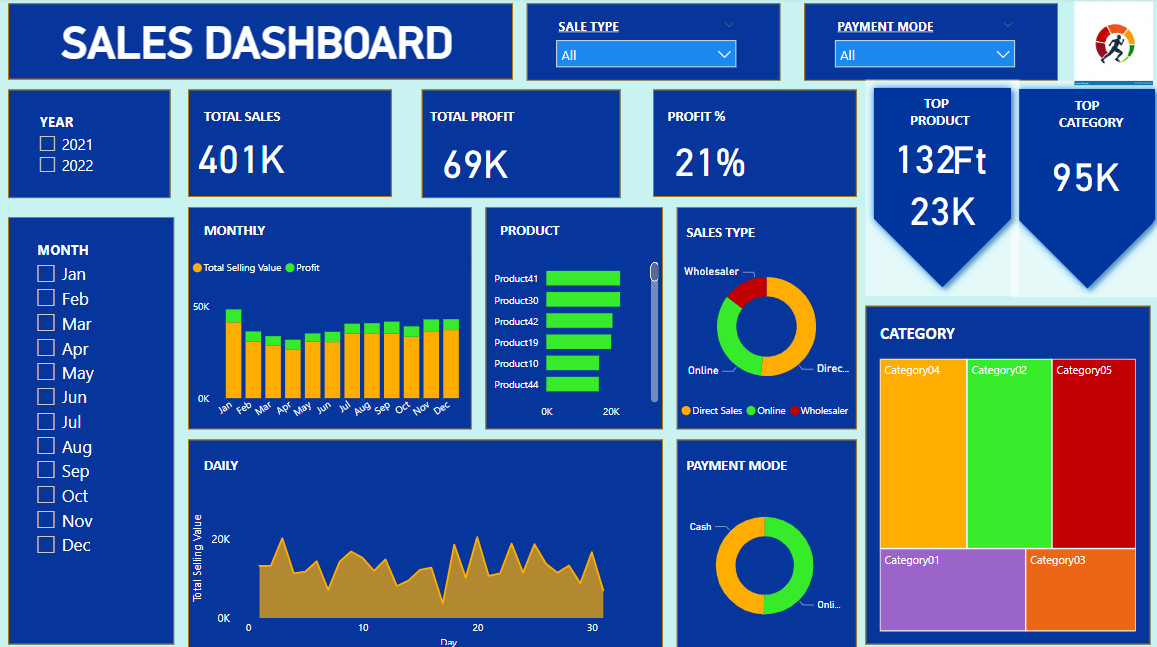 SALES DASHBOARD
SALE TYPE
All
PAYMENT MODE
All
YEAR
2021
2022
TOTAL SALES
401K
TOTAL PROFIT
69K
PROFIT %
21%
TOP
PRODUCT
132Ft
23K
TOP
CATEGORY
95K
MONTH
Jan
Feb
Mar
Apr
May
Jun
Jul
Aug
Sep
Oct
Nov
Dec
MONTHLY
Total Selling Value Profit
50K
0K
Jan Feb Mar Apr May Jun Jul Aug Sep Oct Nov Dec
PRODUCT
Product41
Product30
Product42
Product19
Product10
Product44
0K 20K
SALES TYPE
Wholesaler
Online
Direc...
Direct Sales Online Wholesaler
DAILY
Total Selling Value
20K
0K
0 10 20 30
Day
PAYMENT MODE
Cash
Onli...
CATEGORY
Category04
Category02
Category05
Category01
Category03